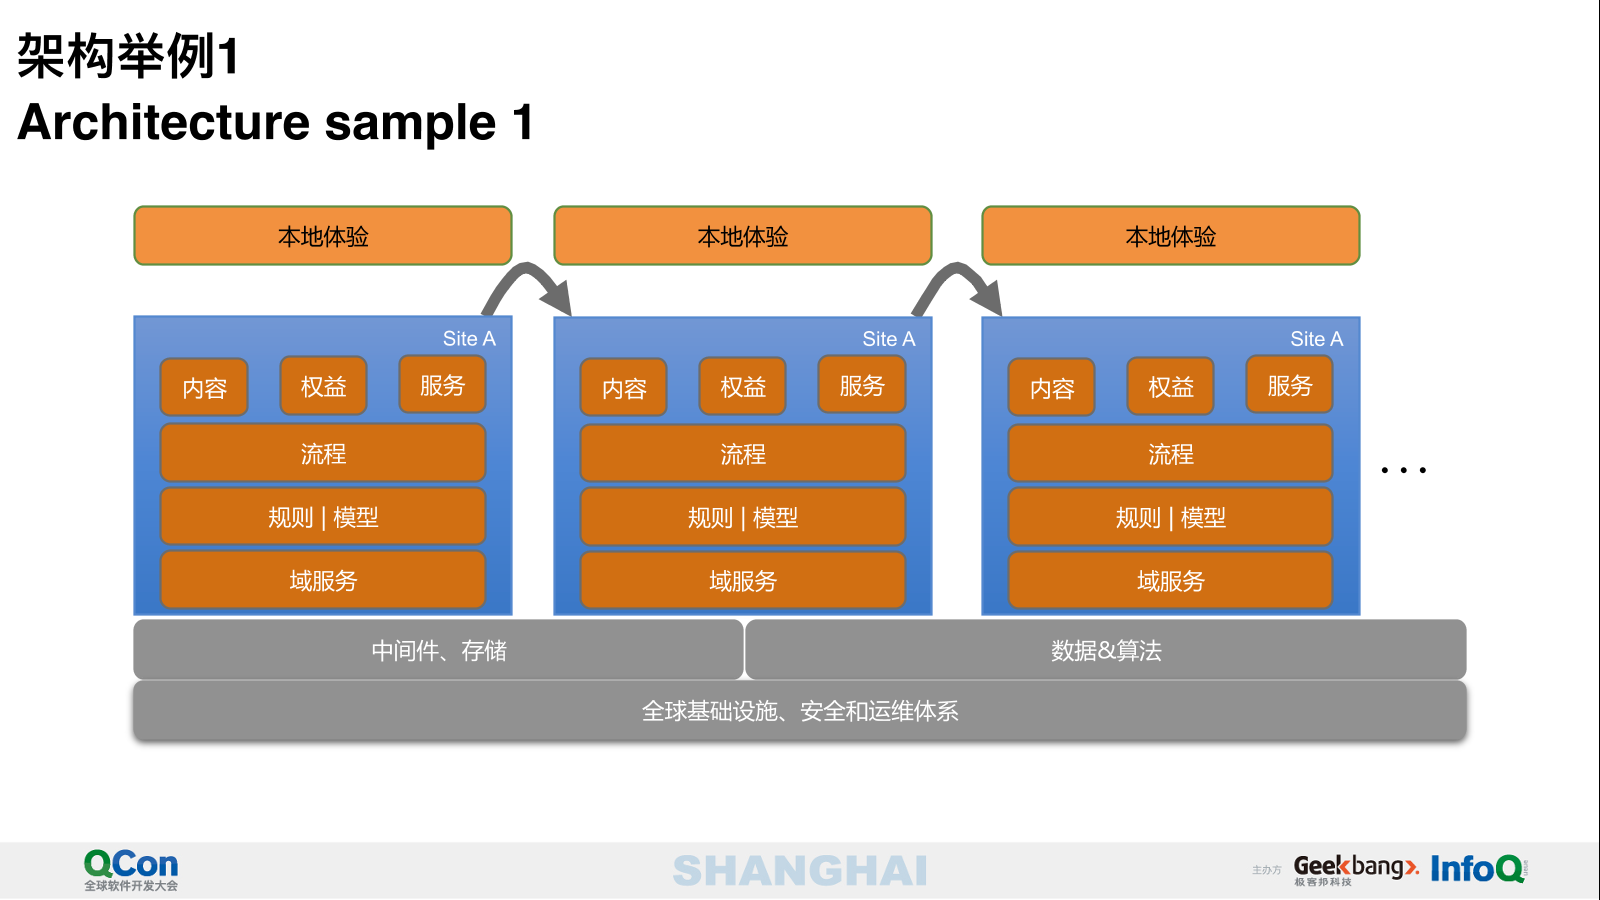 架构举例1
Architecture sample 1
本地体验
本地体验
本地体验
Site A
内容
权益
服务
流程
规则 | 模型
域服务
Site A
内容
权益
服务
流程
规则 | 模型
域服务
Site A
内容
权益
服务
流程
规则 | 模型
域服务
...
中间件、存储
数据&算法
全球基础设施、安全和运维体系
QCon
全球软件开发大会
SHANGHAI
主办方
Geekbang>.
极客邦科技
InfoQ